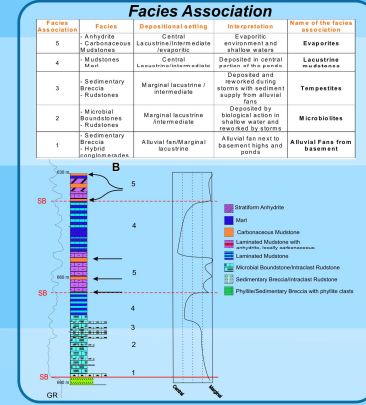 Facies Association
Facies Association Facies Depositional setting Interpretation Name of the facies association
5 - Anhydrite - Carbonaceous Mudstones Central Lacustrine/Intermediate /evaporitic Evaporitic environment and shallow waters Evaporites
4 - Mudstones Marl Central Lacustrine/Intermediate Deposited in central portion of the ponds Lacustrine mudstones
3 - Sedimentary Breccia - Rudstones Marginal lacustrine / intermediate Deposited and reworked during storms with sediment supply from alluvial fans Tempestites
2 - Microbial Boundstones - Rudstones Marginal lacustrine /intermediate Deposited by biological action in shallow water and reworked by storms Microbiolites
1 - Sedimentary Breccia - Hybrid conglomerades Alluvial fan/Marginal lacustrine Alluvial fan next to basement highs and ponds Alluvial Fans from basement
B
5
SB
4
5
SB
4
3
2
1
SB
GR
Central
Marginal
Stratiform Anhydrite
Marl
Carbonaceous Mudstone
Laminated Mudstone with anhydrite, locally carbonaceous
Laminated Mudstone
Microbial Boundstone/Intraclast Rudstone
Sedimentary Breccia/Intraclast Rudstone
Phyllite/Sedimentary Breccia with phyllite clasts